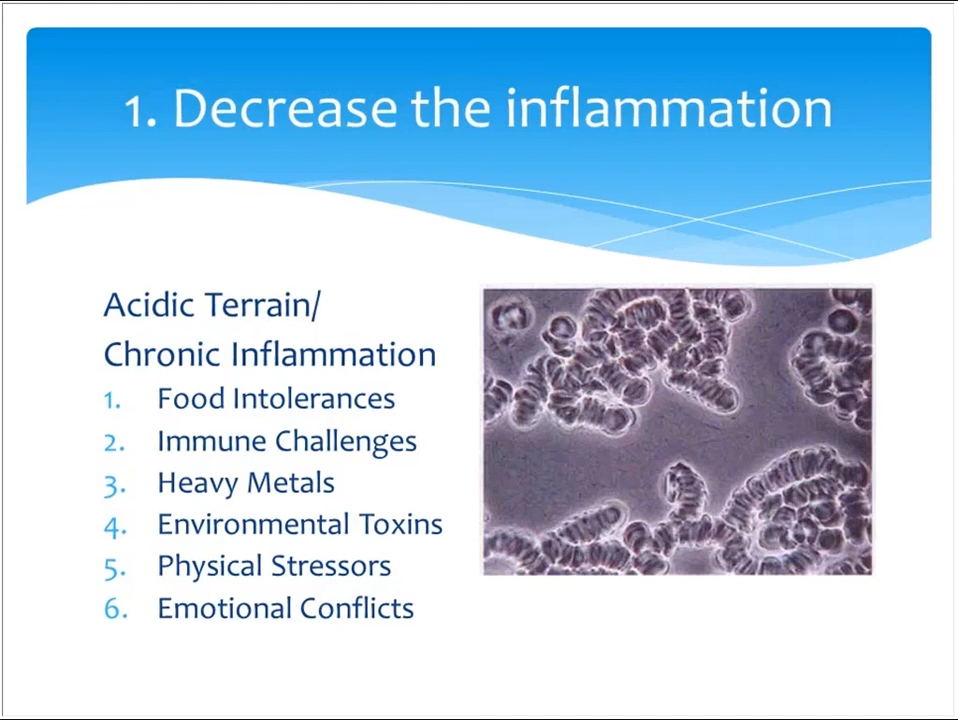 1. Decrease the inflammation
Acidic Terrain/
Chronic Inflammation
1. Food Intolerances
2. Immune Challenges
3. Heavy Metals
4. Environmental Toxins
5. Physical Stressors
6. Emotional Conflicts